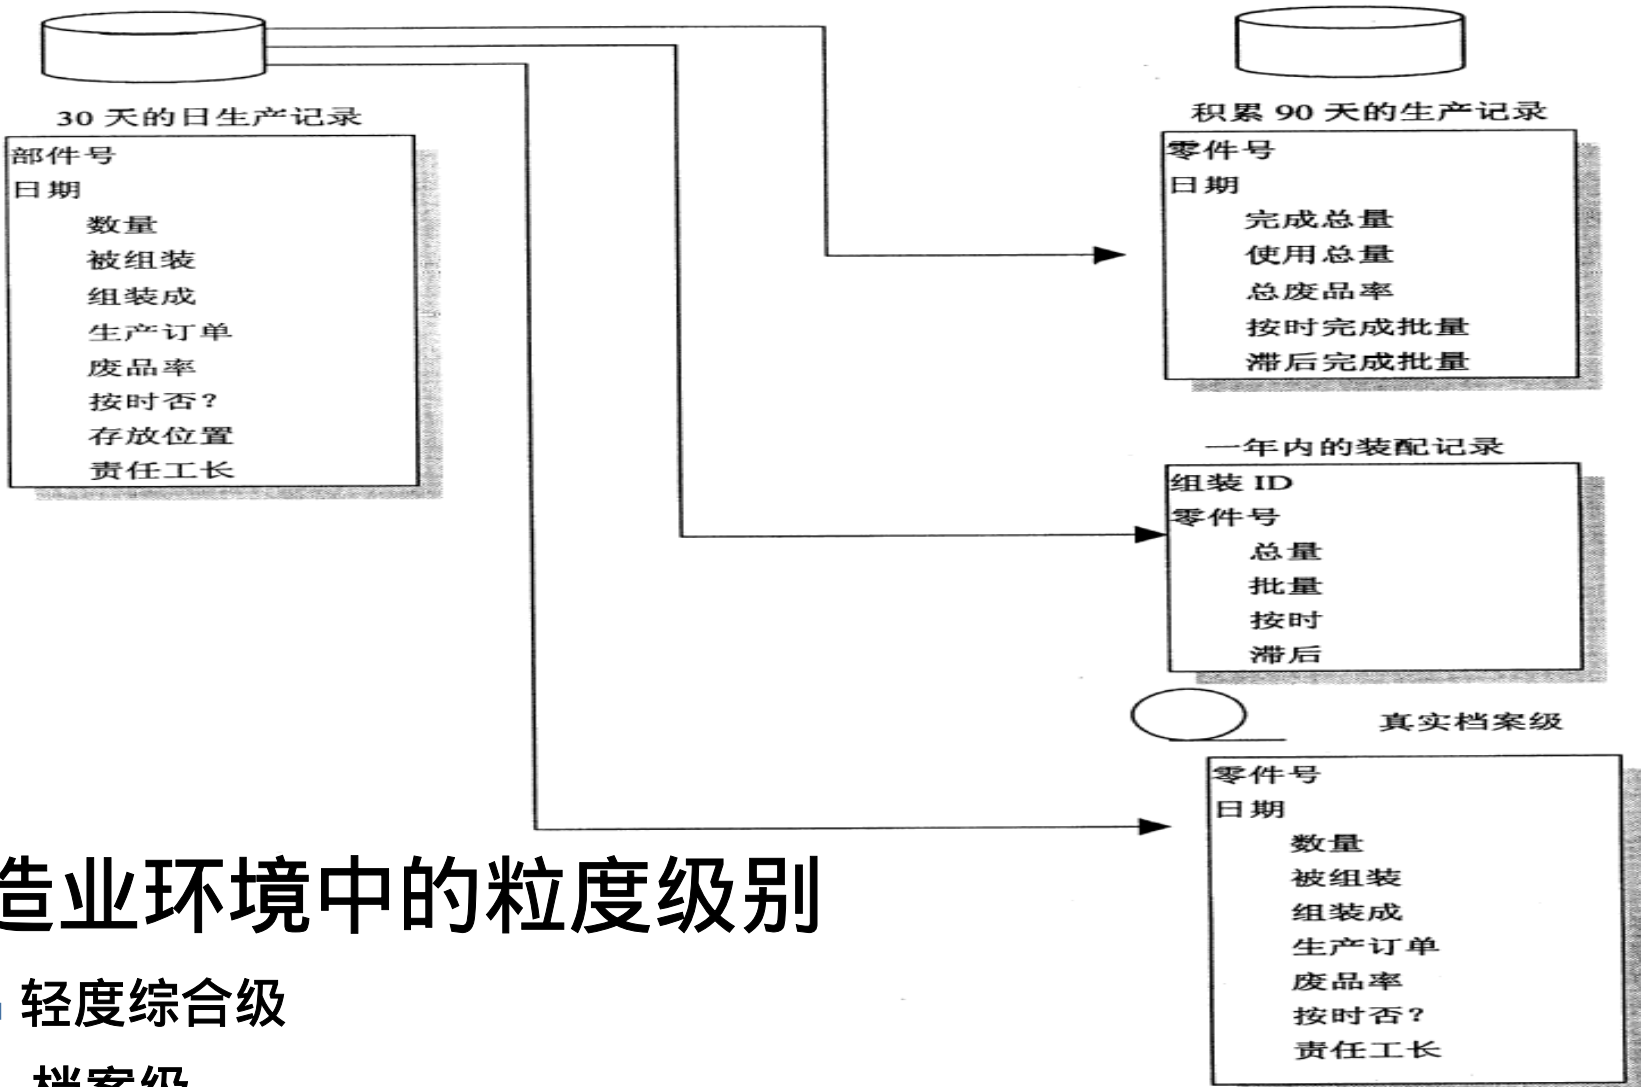 30 天的日生产记录
部件号
日期
数量
被组装
组装成
生产订单
废品率
按时否?
存放位置
责任工长
积累 90 天的生产记录
零件号
日期
完成总量
使用总量
总废品率
按时完成批量
滞后完成批量
一年内的装配记录
组装 ID
零件号
总量
批量
按时
滞后
真实档案级
零件号
日期
数量
被组装
组装成
生产订单
废品率
按时否?
责任工长
造业环境中的粒度级别
轻度综合级
档案级